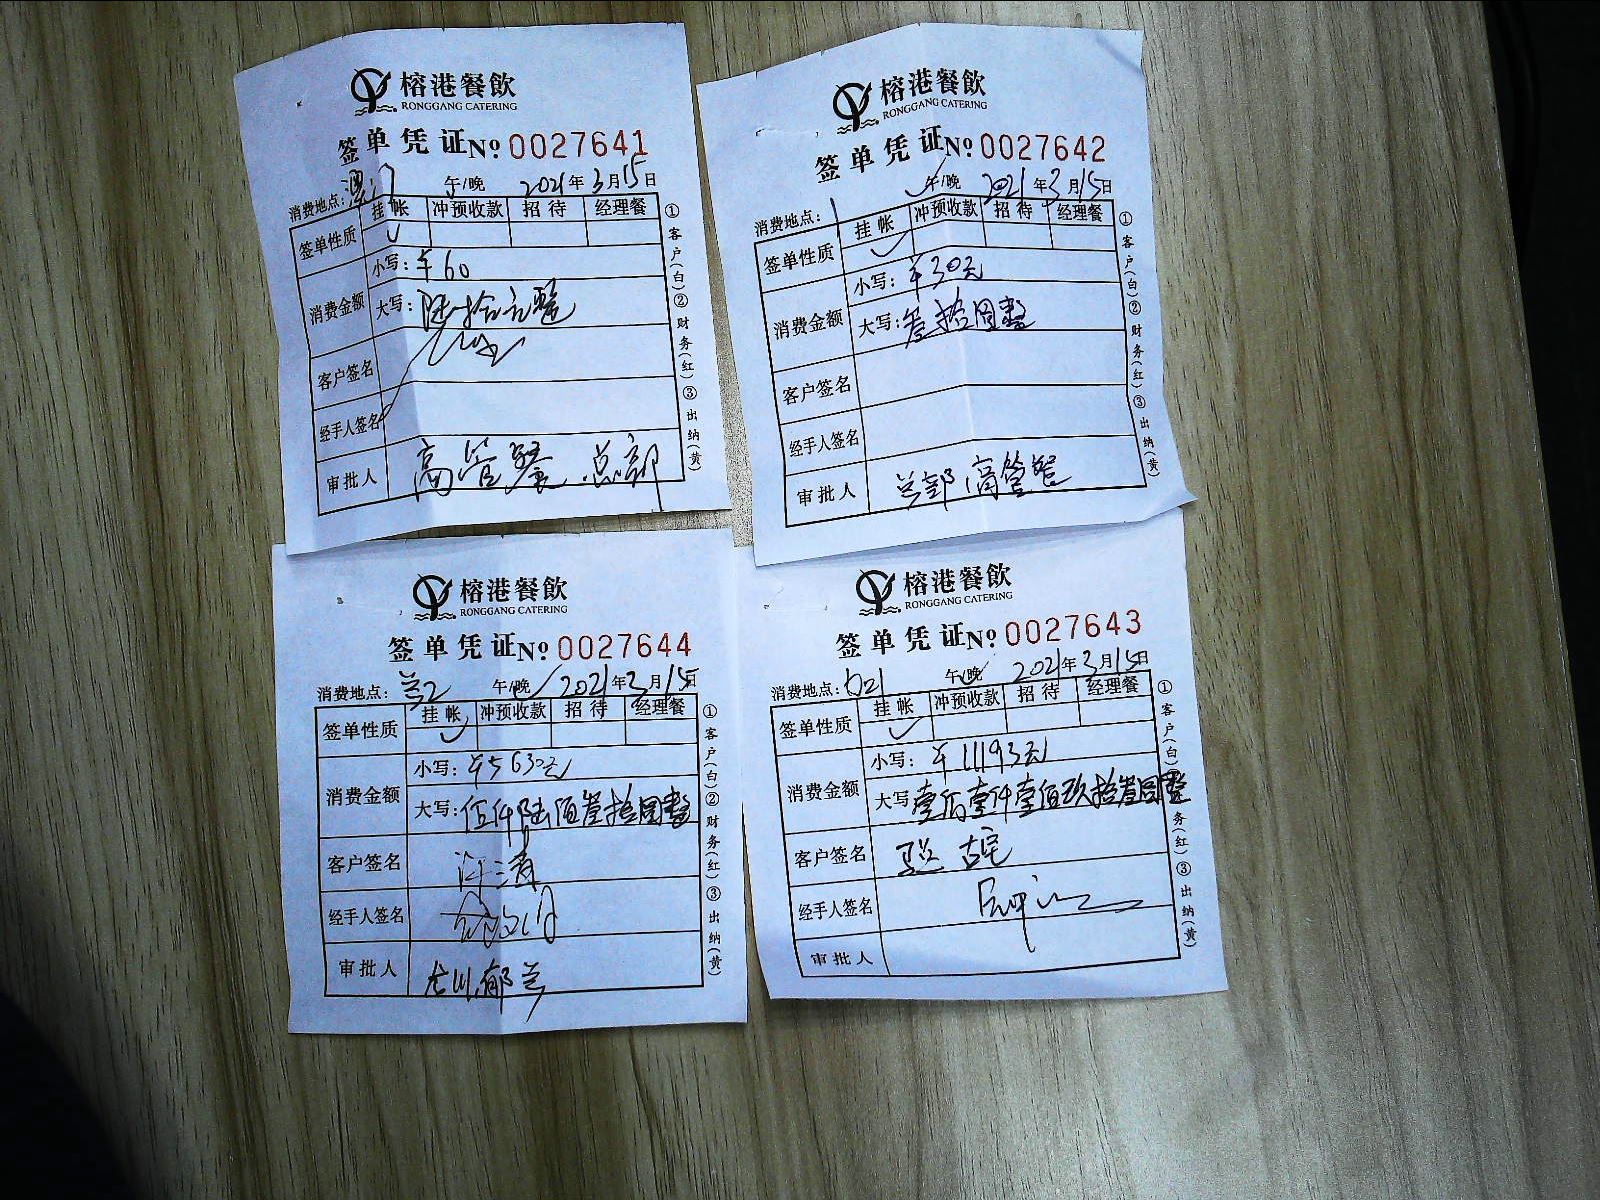 榕港餐飲
RONGGANG CATERING
签单凭证 No 0027641
消费地点: 澳门 午/晚 2021年3月15日
签单性质 挂帐 冲预收款 招待 经理餐
✓
消费金额 小写: ¥60
大写: 陆拾元整
客户签名
经手人签名
审批人 高管餐 总部
①客户(白)②财务(红)③出纳(黄)
榕港餐飲
RONGGANG CATERING
签单凭证 No 0027642
消费地点: 午/晚 2021年3月15日
签单性质 挂帐 冲预收款 招待 经理餐
✓
消费金额 小写: ¥30元
大写: 叁拾圆整
客户签名
经手人签名
审批人 总部高管餐
①客户(白)②财务(红)③出纳(黄)
榕港餐飲
RONGGANG CATERING
签单凭证 No 0027644
消费地点: 兰2 午/晚 2021年3月15日
签单性质 挂帐 冲预收款 招待 经理餐
✓
消费金额 小写: ¥5630元
大写: 伍仟陆佰叁拾圆整
客户签名
经手人签名
审批人
①客户(白)②财务(红)③出纳(黄)
榕港餐飲
RONGGANG CATERING
签单凭证 No 0027643
消费地点: 午/晚 2021年3月15日
签单性质 挂帐 冲预收款 招待 经理餐
✓
消费金额 小写: ¥11193元
大写 壹万壹仟壹佰玖拾叁圆整
客户签名
经手人签名
审批人
①客户(白) 务(红)③出纳(黄)